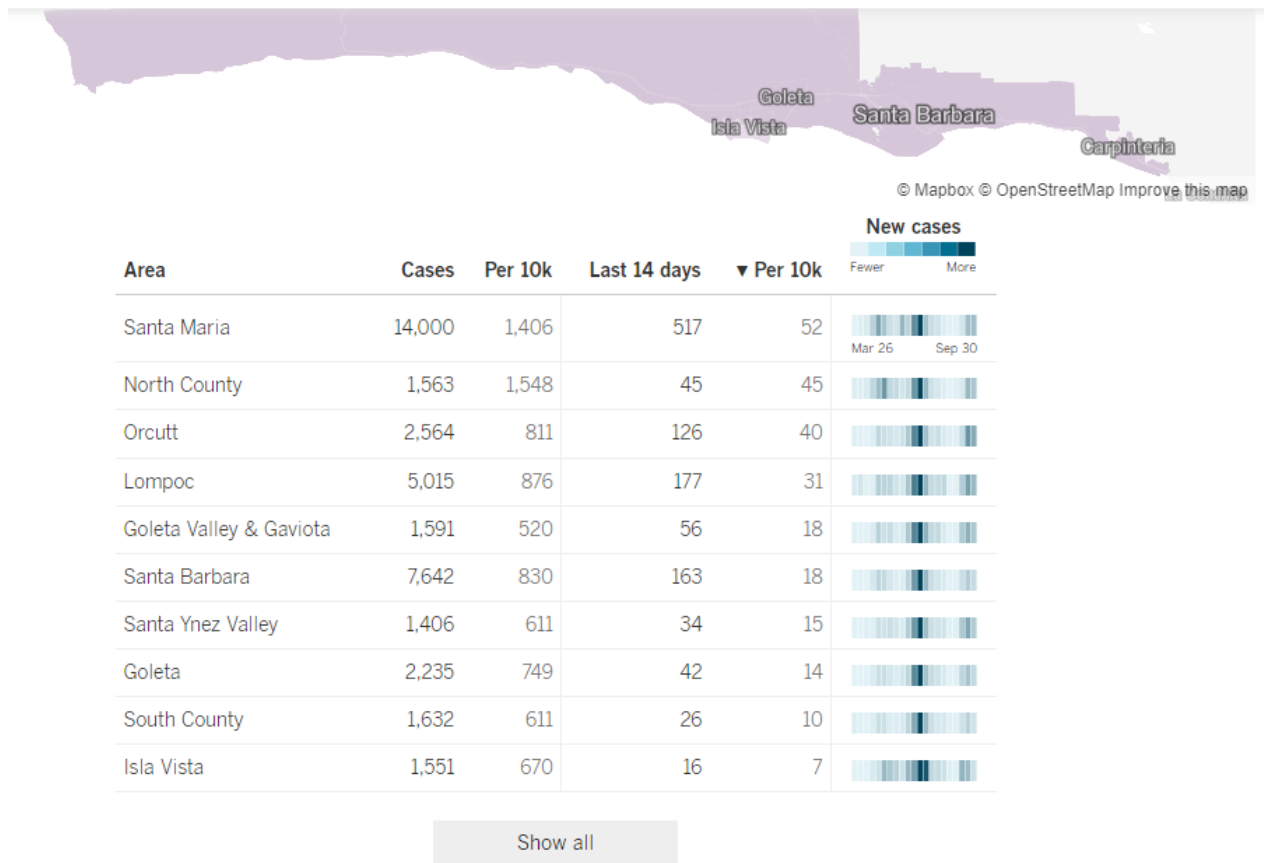 Goleta
Santa Barbara
Isla Vista
Carpinteria
© Mapbox © OpenStreetMap Improve this map
New cases
Fewer More
Area Cases Per 10k Last 14 days ▼ Per 10k
Santa Maria 14,000 1,406 517 52
Mar 26 Sep 30
North County 1,563 1,548 45 45
Orcutt 2,564 811 126 40
Lompoc 5,015 876 177 31
Goleta Valley & Gaviota 1,591 520 56 18
Santa Barbara 7,642 830 163 18
Santa Ynez Valley 1,406 611 34 15
Goleta 2,235 749 42 14
South County 1,632 611 26 10
Isla Vista 1,551 670 16 7
Show all